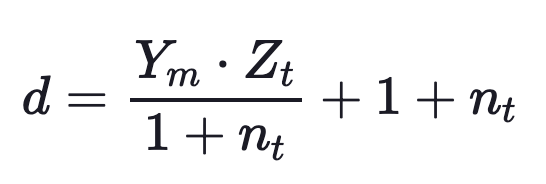 d = \frac{Y_m \cdot Z_t}{1 + n_t} + 1 + n_t